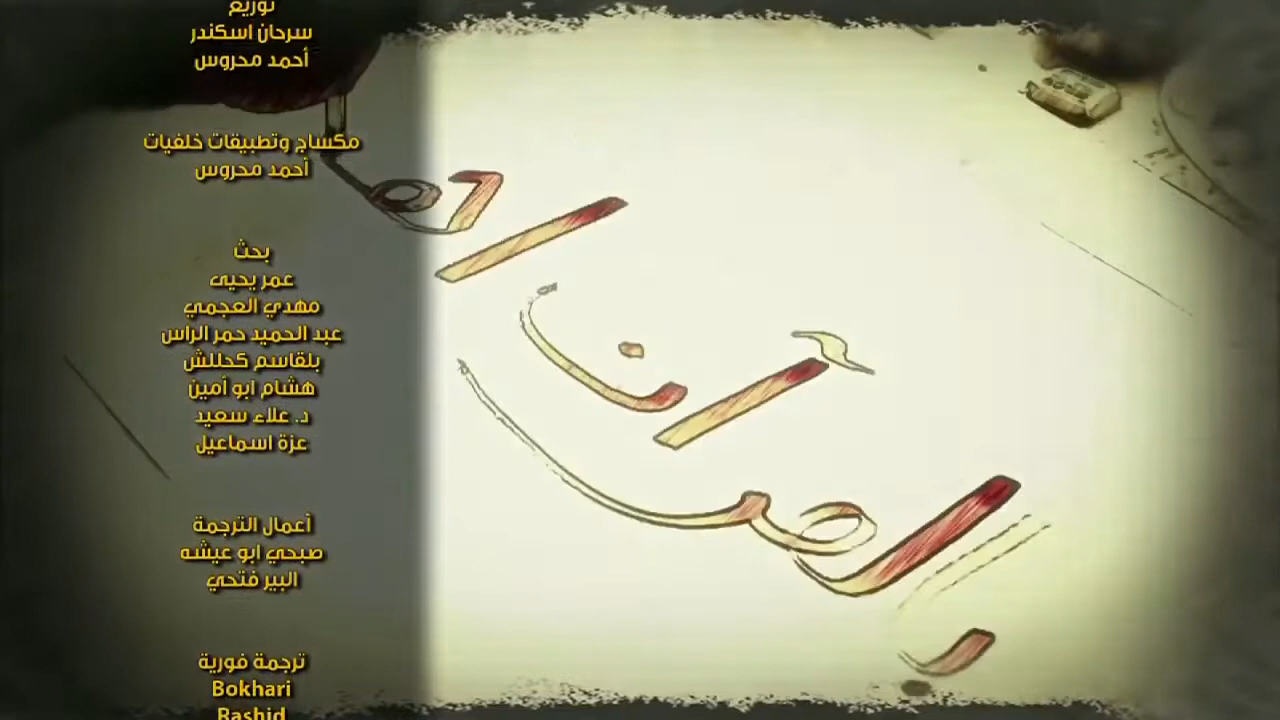 توزيع
سرحان اسكندر
أحمد محروس
مكساج وتطبيقات خلفيات
أحمد محروس
بحث
عمر يحيى
مهدي العجمي
عبد الحميد حمر الراس
بلقاسم كحللش
هشام ابو أمين
د. علاء سعيد
عزة اسماعيل
أعمال الترجمة
صبحي ابو عيشه
البير فتحي
ترجمة فورية
Bokhari
Rashid